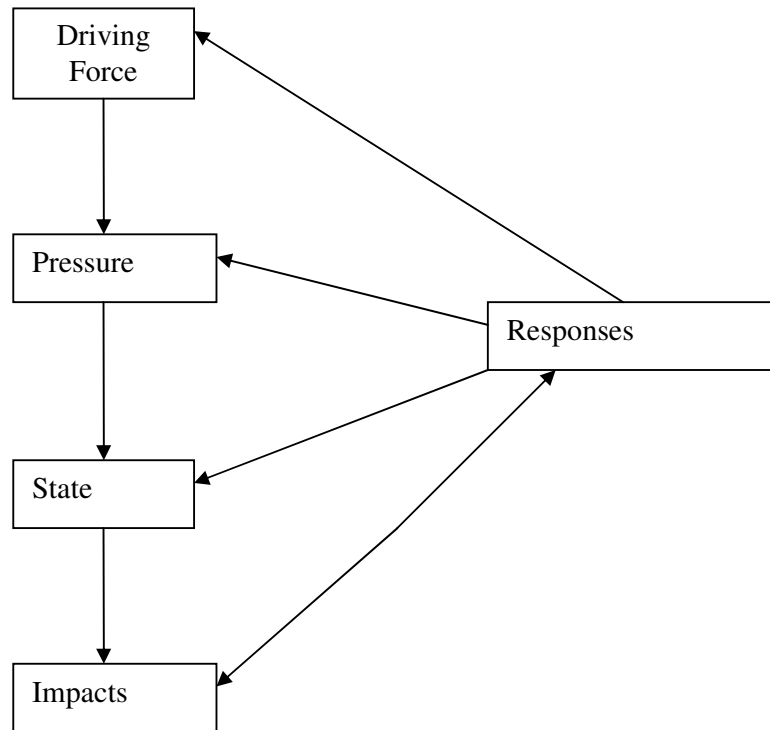 Driving
Force
Pressure
Responses
State
Impacts